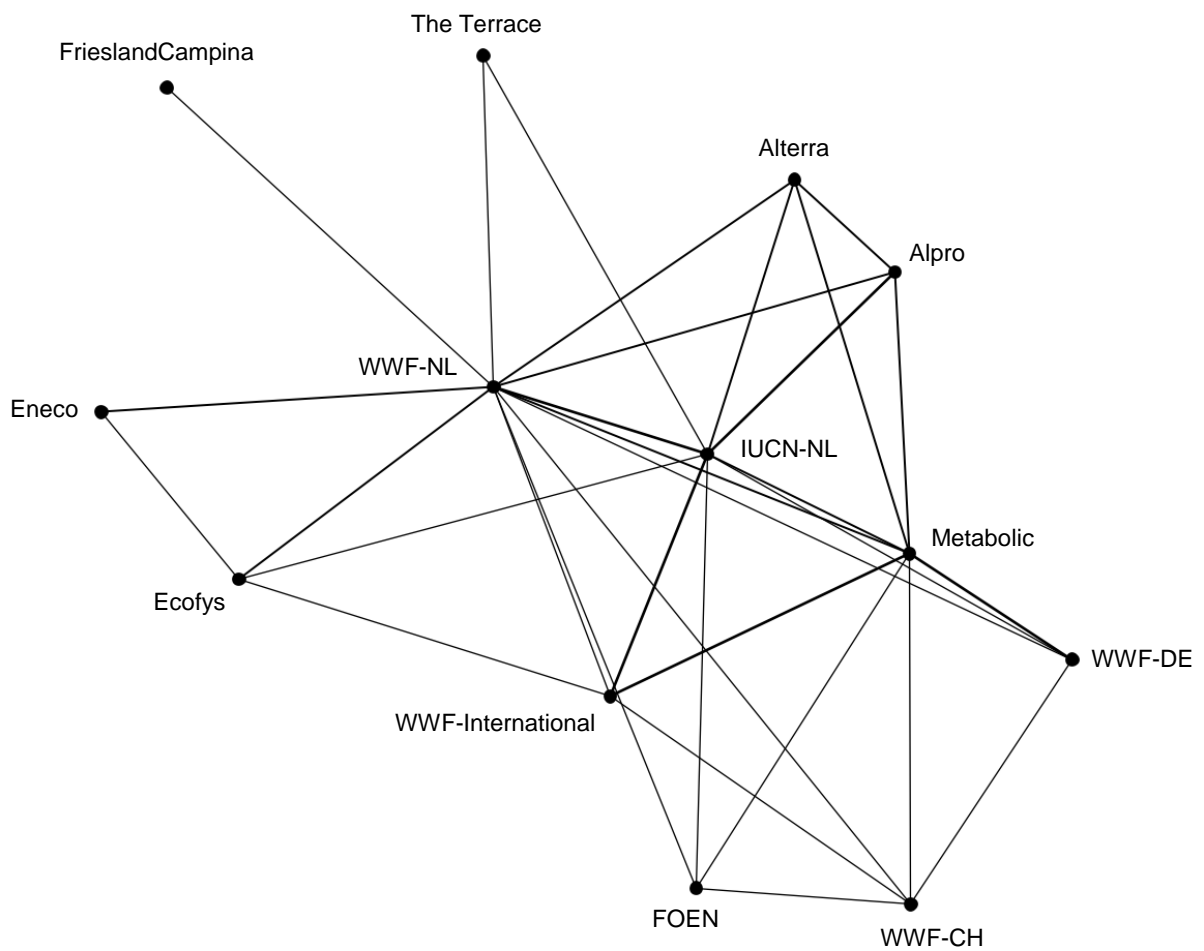 The Terrace
FrieslandCampina
Alterra
Alpro
WWF-NL
Eneco
IUCN-NL
Metabolic
Ecofys
WWF-DE
WWF-International
FOEN
WWF-CH